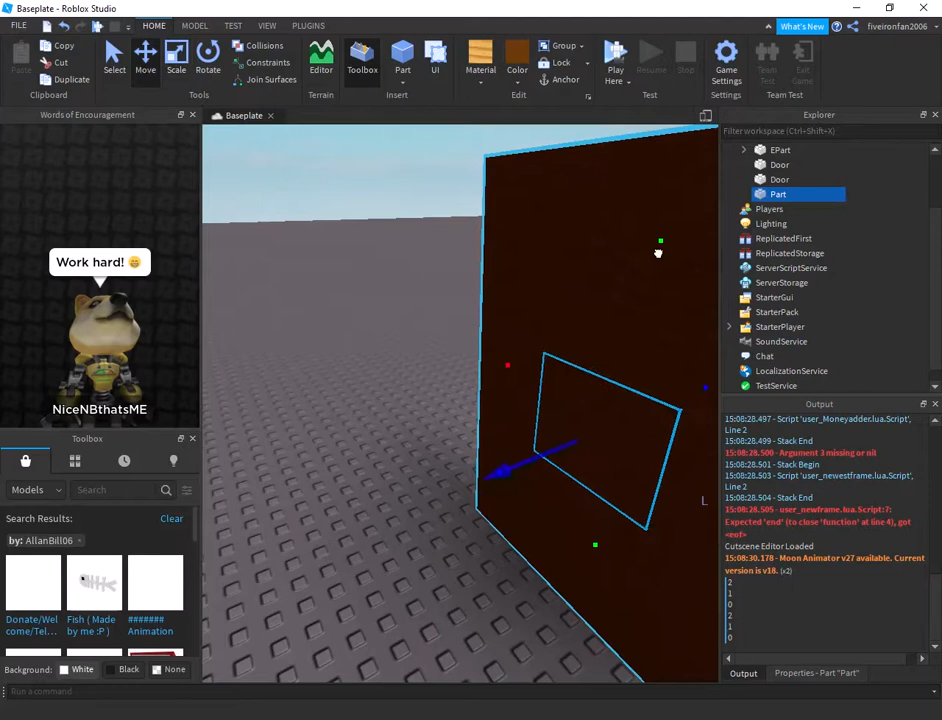 Baseplate - Roblox Studio
FILE
HOME
MODEL
TEST
VIEW
PLUGINS
What's New
fiveironfan2006
Paste
Copy
Cut
Duplicate
Clipboard
Select
Move
Scale
Rotate
Collisions
Constraints
Join Surfaces
Tools
Editor
Terrain
Toolbox
Part
UI
Insert
Material
Color
Group
Lock
Anchor
Edit
Play
Here
Resume
Stop
Test
Game
Settings
Settings
Team
Test
Exit
Game
Team Test
Words of Encouragement
Baseplate
Explorer
Filter workspace (Ctrl+Shift+X)
Work hard! 😁
NiceNBthatsME
EPart
Door
Door
Part
Players
Lighting
ReplicatedFirst
ReplicatedStorage
ServerScriptService
ServerStorage
StarterGui
StarterPack
StarterPlayer
SoundService
Chat
LocalizationService
TestService
L
Toolbox
Models
Search
Search Results:
Clear
by: AllanBill06
Donate/Wel
come/Tel...
Fish ( Made
by me :P )
#######
Animation
Background:
White
Black
None
Output
15:08:28.497 - Script 'user_Moneyadder.lua.Script',
Line 2
15:08:28.499 - Stack End
15:08:28.500 - Argument 3 missing or nil
15:08:28.501 - Stack Begin
15:08:28.503 - Script 'user_newestframe.lua.Script',
Line 2
15:08:28.504 - Stack End
15:08:28.505 - user_newframe.lua.Script:7:
Expected 'end' (to close 'function' at line 4), got
<eof>
Cutscene Editor Loaded
15:08:30.178 - Moon Animator v27 available. Current
version is v18. (x2)
2
1
0
2
1
0
Output
Properties - Part "Part"
Run a command